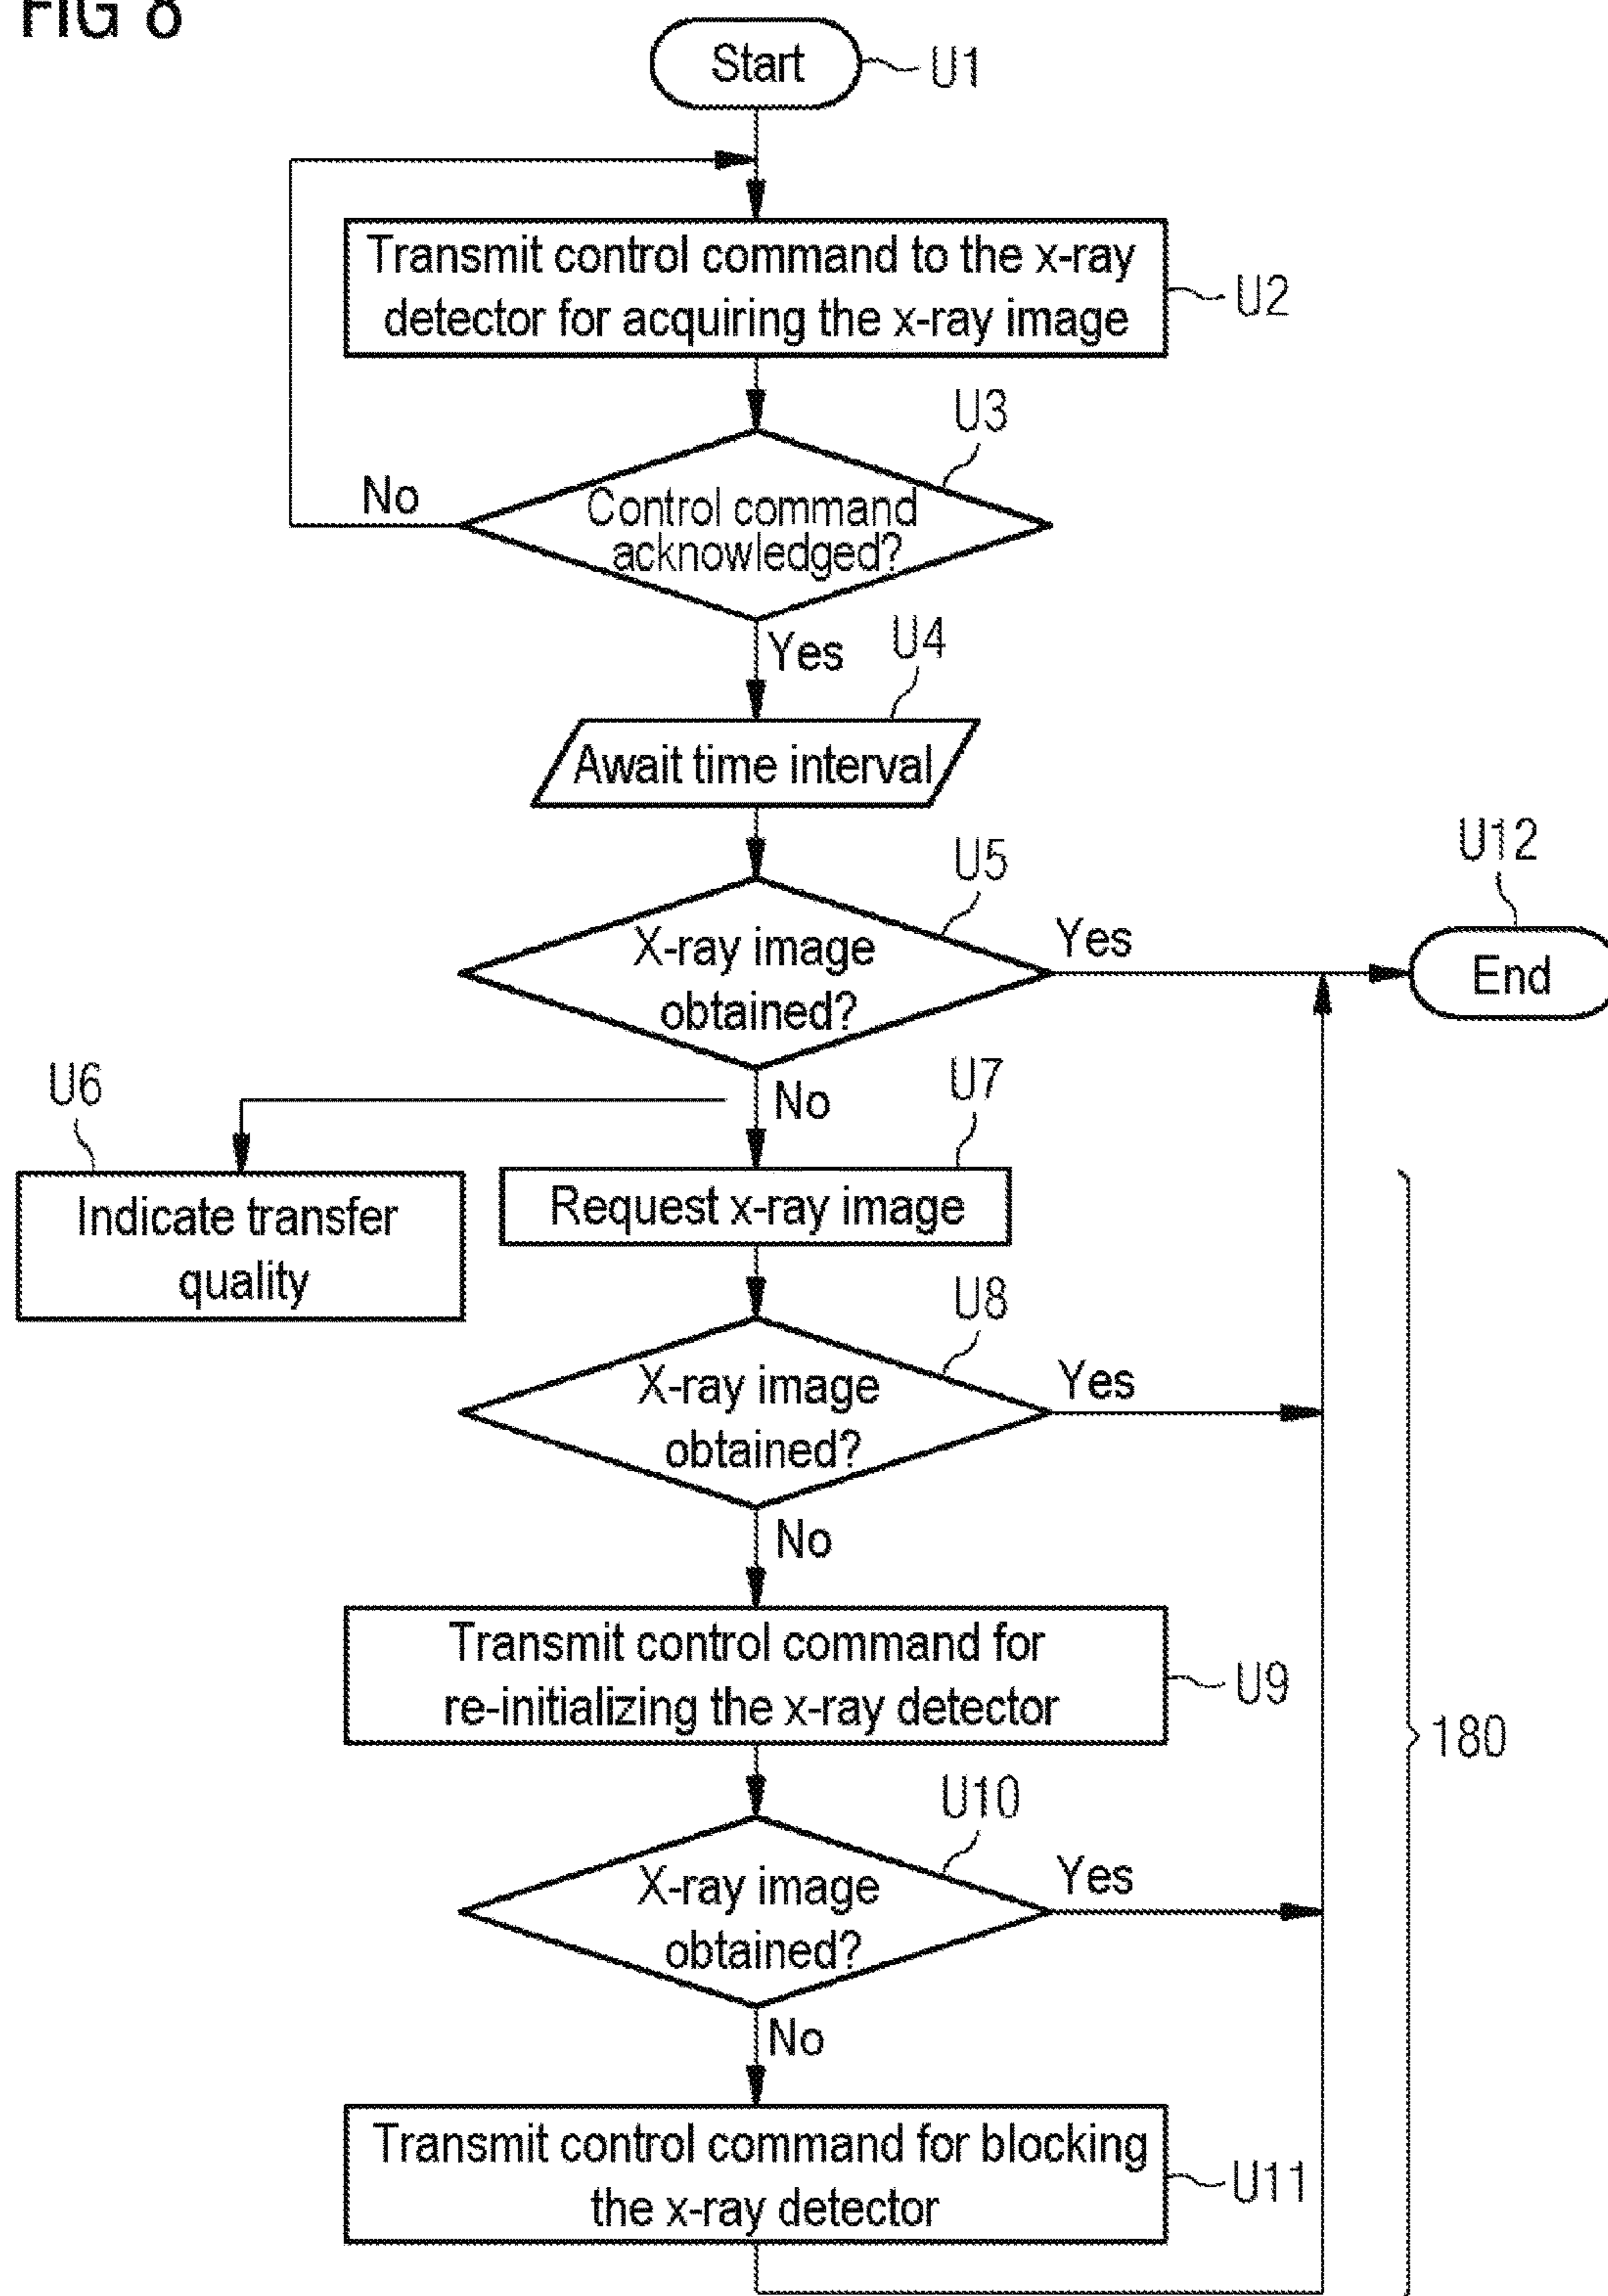 FIG 8
Start
U1
Transmit control command to the x-ray
detector for acquiring the x-ray image
U2
U3
No
Control command
acknowledged?
Yes
U4
Await time interval
U12
U5
Yes
X-ray image
obtained?
End
U6
No
U7
Indicate transfer
quality
Request x-ray image
U8
X-ray image
obtained?
Yes
No
Transmit control command for
re-initializing the x-ray detector
U9
180
U10
X-ray image
obtained?
Yes
No
Transmit control command for blocking
the x-ray detector
U11